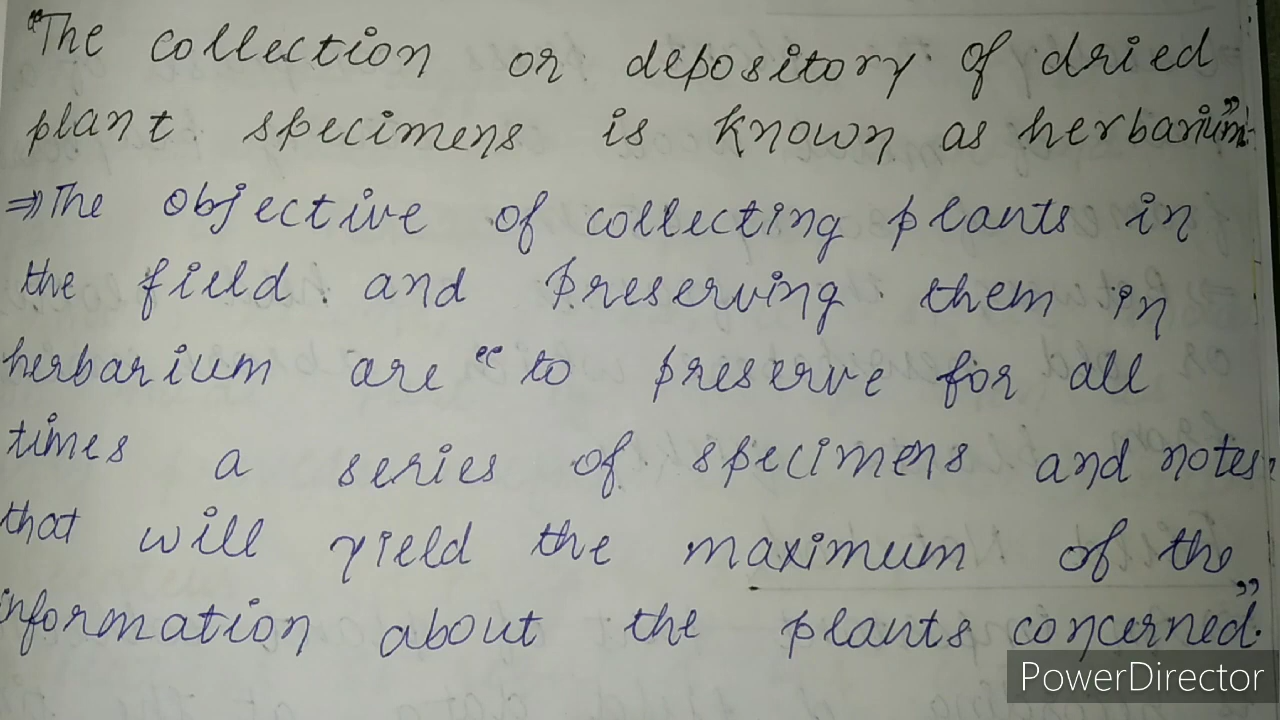 "The collection or depository of dried
plant specimens is known as herbarium".
⇒ The objective of collecting plants in
the field and preserving them in
herbarium are "to preserve for all
times a series of specimens and notes
that will yield the maximum of the
information about the plants concerned."
PowerDirector